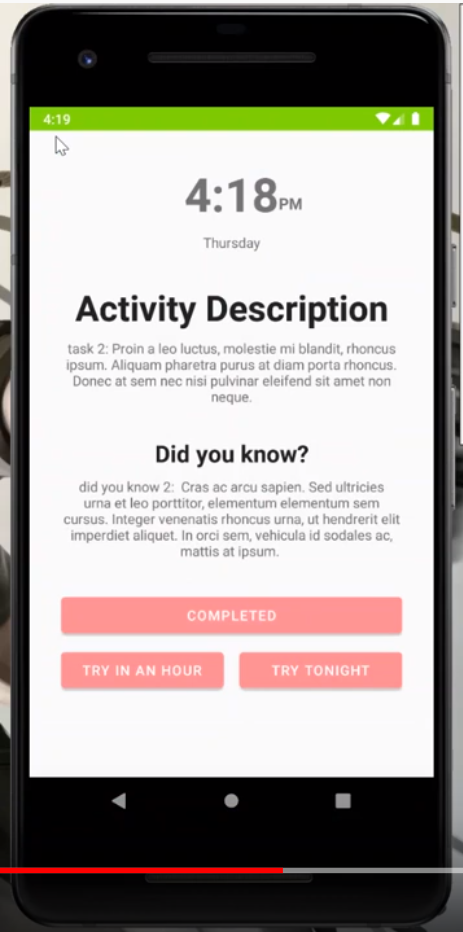 4:19
4:18PM
Thursday
Activity Description
task 2: Proin a leo luctus, molestie mi blandit, rhoncus
ipsum. Aliquam pharetra purus at diam porta rhoncus.
Donec at sem nec nisi pulvinar eleifend sit amet non
neque.
Did you know?
did you know 2:  Cras ac arcu sapien. Sed ultricies
urna et leo porttitor, elementum elementum sem
cursus. Integer venenatis rhoncus urna, ut hendrerit elit
imperdiet aliquet. In orci sem, vehicula id sodales ac,
mattis at ipsum.
COMPLETED
TRY IN AN HOUR
TRY TONIGHT